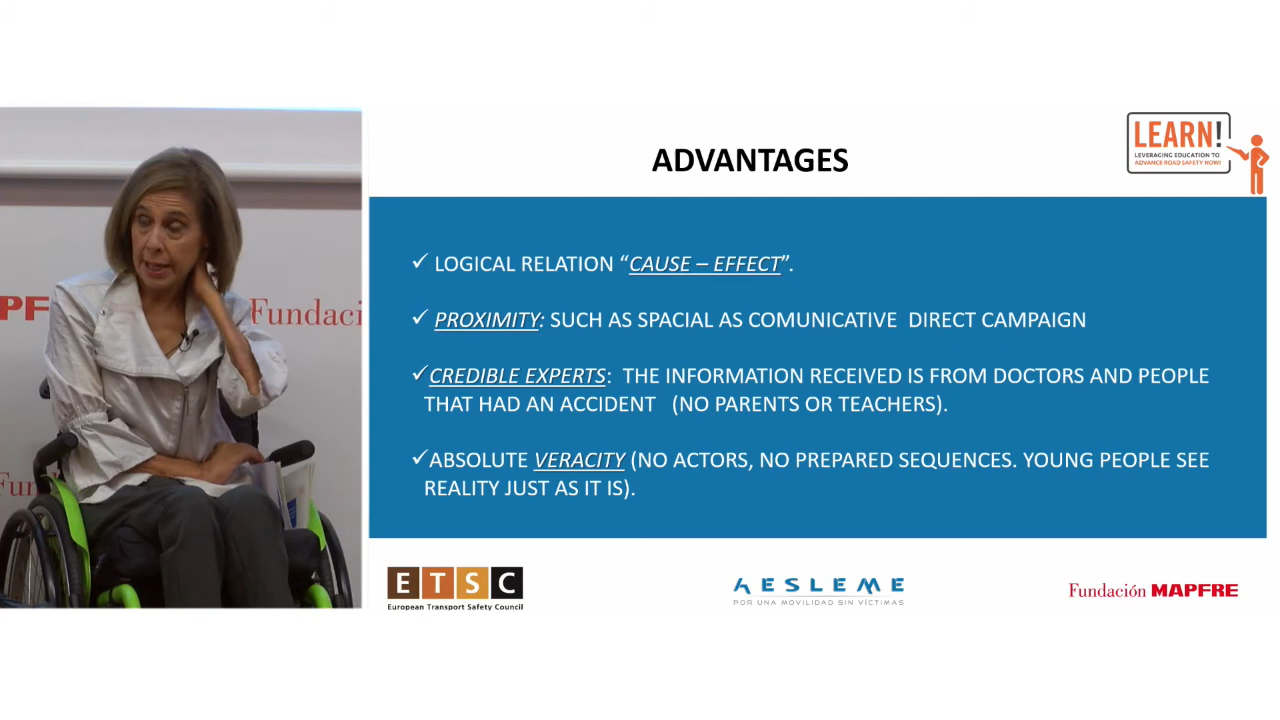 LEARN!
LEVERAGING EDUCATION TO
ADVANCE ROAD SAFETY NOW!
ADVANTAGES
✓ LOGICAL RELATION “CAUSE – EFFECT”.
✓ PROXIMITY: SUCH AS SPACIAL AS COMUNICATIVE DIRECT CAMPAIGN
✓CREDIBLE EXPERTS: THE INFORMATION RECEIVED IS FROM DOCTORS AND PEOPLE
THAT HAD AN ACCIDENT (NO PARENTS OR TEACHERS).
✓ABSOLUTE VERACITY (NO ACTORS, NO PREPARED SEQUENCES. YOUNG PEOPLE SEE
REALITY JUST AS IT IS).
PF
Fundaci
Fun
ETSC
European Transport Safety Council
AESLEME
POR UNA MOVILIDAD SIN VÍCTIMAS
Fundación MAPFRE